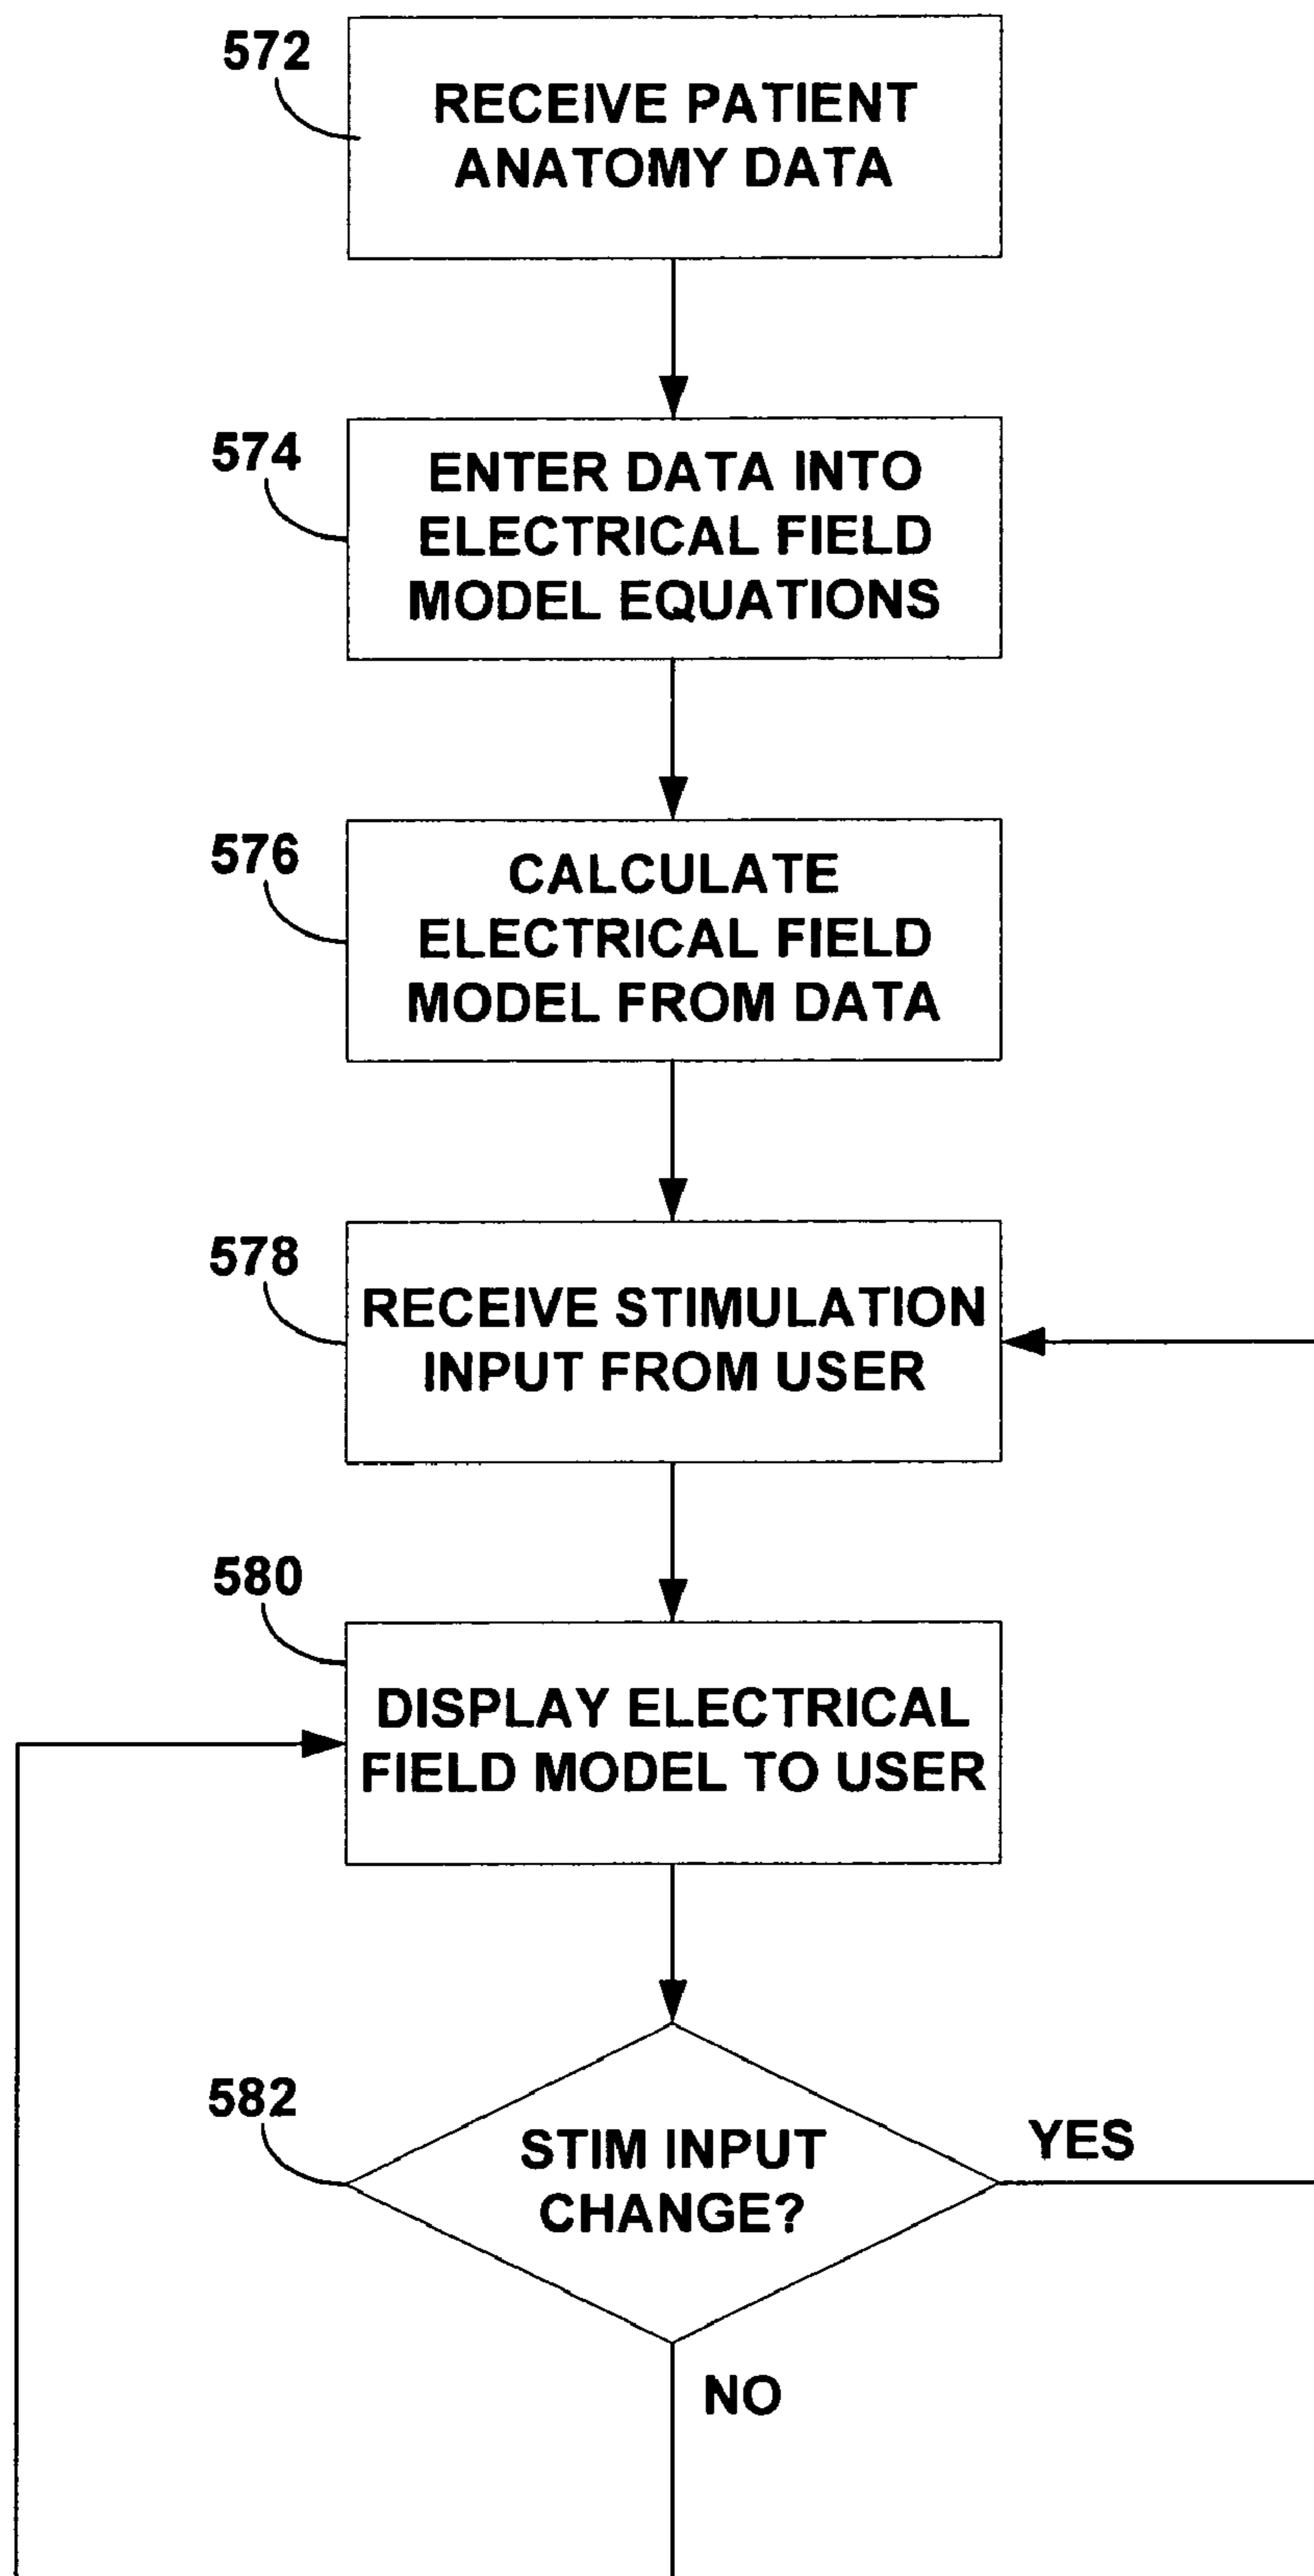 572
RECEIVE PATIENT
ANATOMY DATA
574
ENTER DATA INTO
ELECTRICAL FIELD
MODEL EQUATIONS
576
CALCULATE
ELECTRICAL FIELD
MODEL FROM DATA
578
RECEIVE STIMULATION
INPUT FROM USER
580
DISPLAY ELECTRICAL
FIELD MODEL TO USER
582
STIM INPUT
CHANGE?
YES
NO